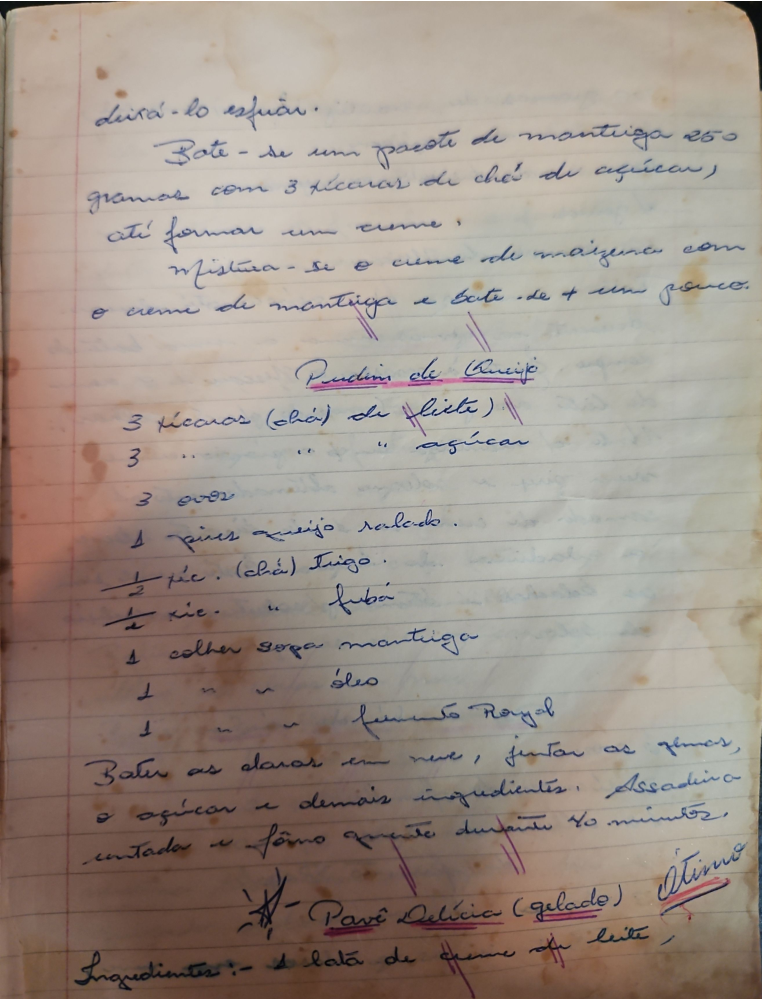 deixá-lo esfriar.
Bate-se um pacote de manteiga 250
gramas com 3 xícaras de chá de açúcar,
até formar um creme.
Mistura-se o creme de maizena com
o creme de manteiga e bate-se + um pouco.
Pudim de Queijo
3 xícaras (chá) de leite)
3 " " " açúcar
3 ovos
1 pires queijo ralado.
1/2 xíc. (chá) trigo.
1/2 xíc. " fubá
1 colher sopa manteiga
1 " " óleo
1 " " fermento Royal
Bater as claras em neve, juntar as gemas,
o açúcar e demais ingredientes. Assadeira
untada e fôrno quente durante 40 minutos.
Pavê Delícia (gelado) Ótimo
Ingredientes:- 1 lata de creme de leite,